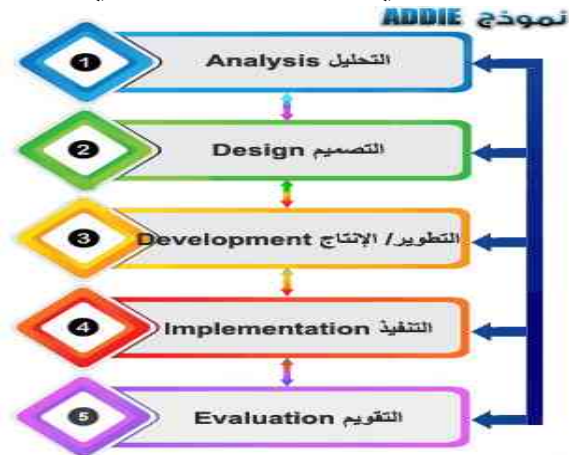 نموذج ADDIE
1 التحليل Analysis
2 التصميم Design
3 التطوير/ الإنتاج Development
4 التنفيذ Implementation
5 التقويم Evaluation